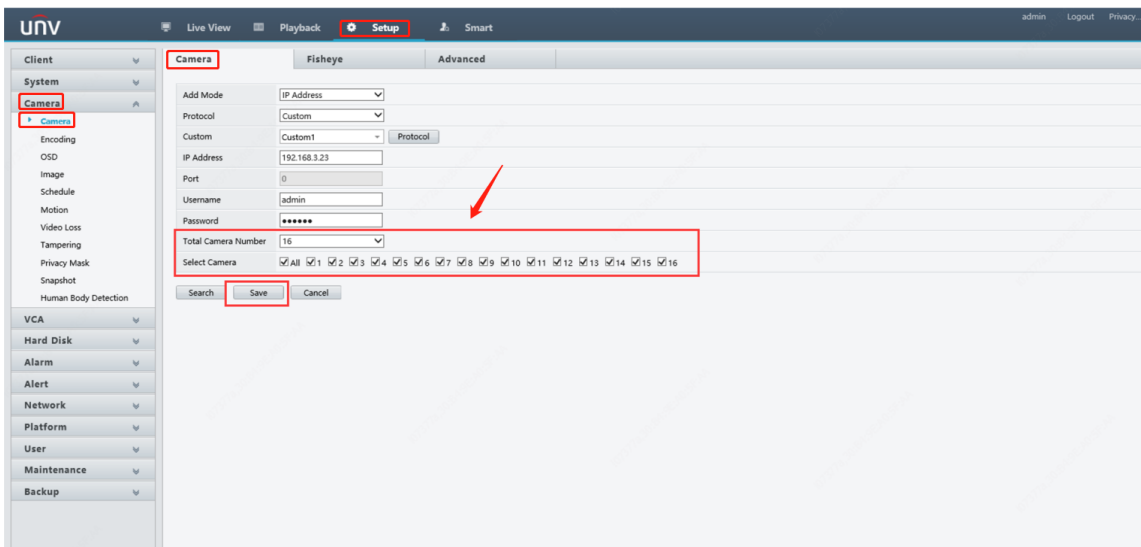 unv Live View Playback Setup Smart admin Logout Privacy...
Client
System
Camera
Camera
Encoding
OSD
Image
Schedule
Motion
Video Loss
Tampering
Privacy Mask
Snapshot
Human Body Detection
VCA
Hard Disk
Alarm
Alert
Network
Platform
User
Maintenance
Backup
Camera Fisheye Advanced
Add Mode IP Address
Protocol Custom
Custom Custom1 Protocol
IP Address 192.168.3.23
Port 0
Username admin
Password ••••••
Total Camera Number 16
Select Camera All 1 2 3 4 5 6 7 8 9 10 11 12 13 14 15 16
Search Save Cancel